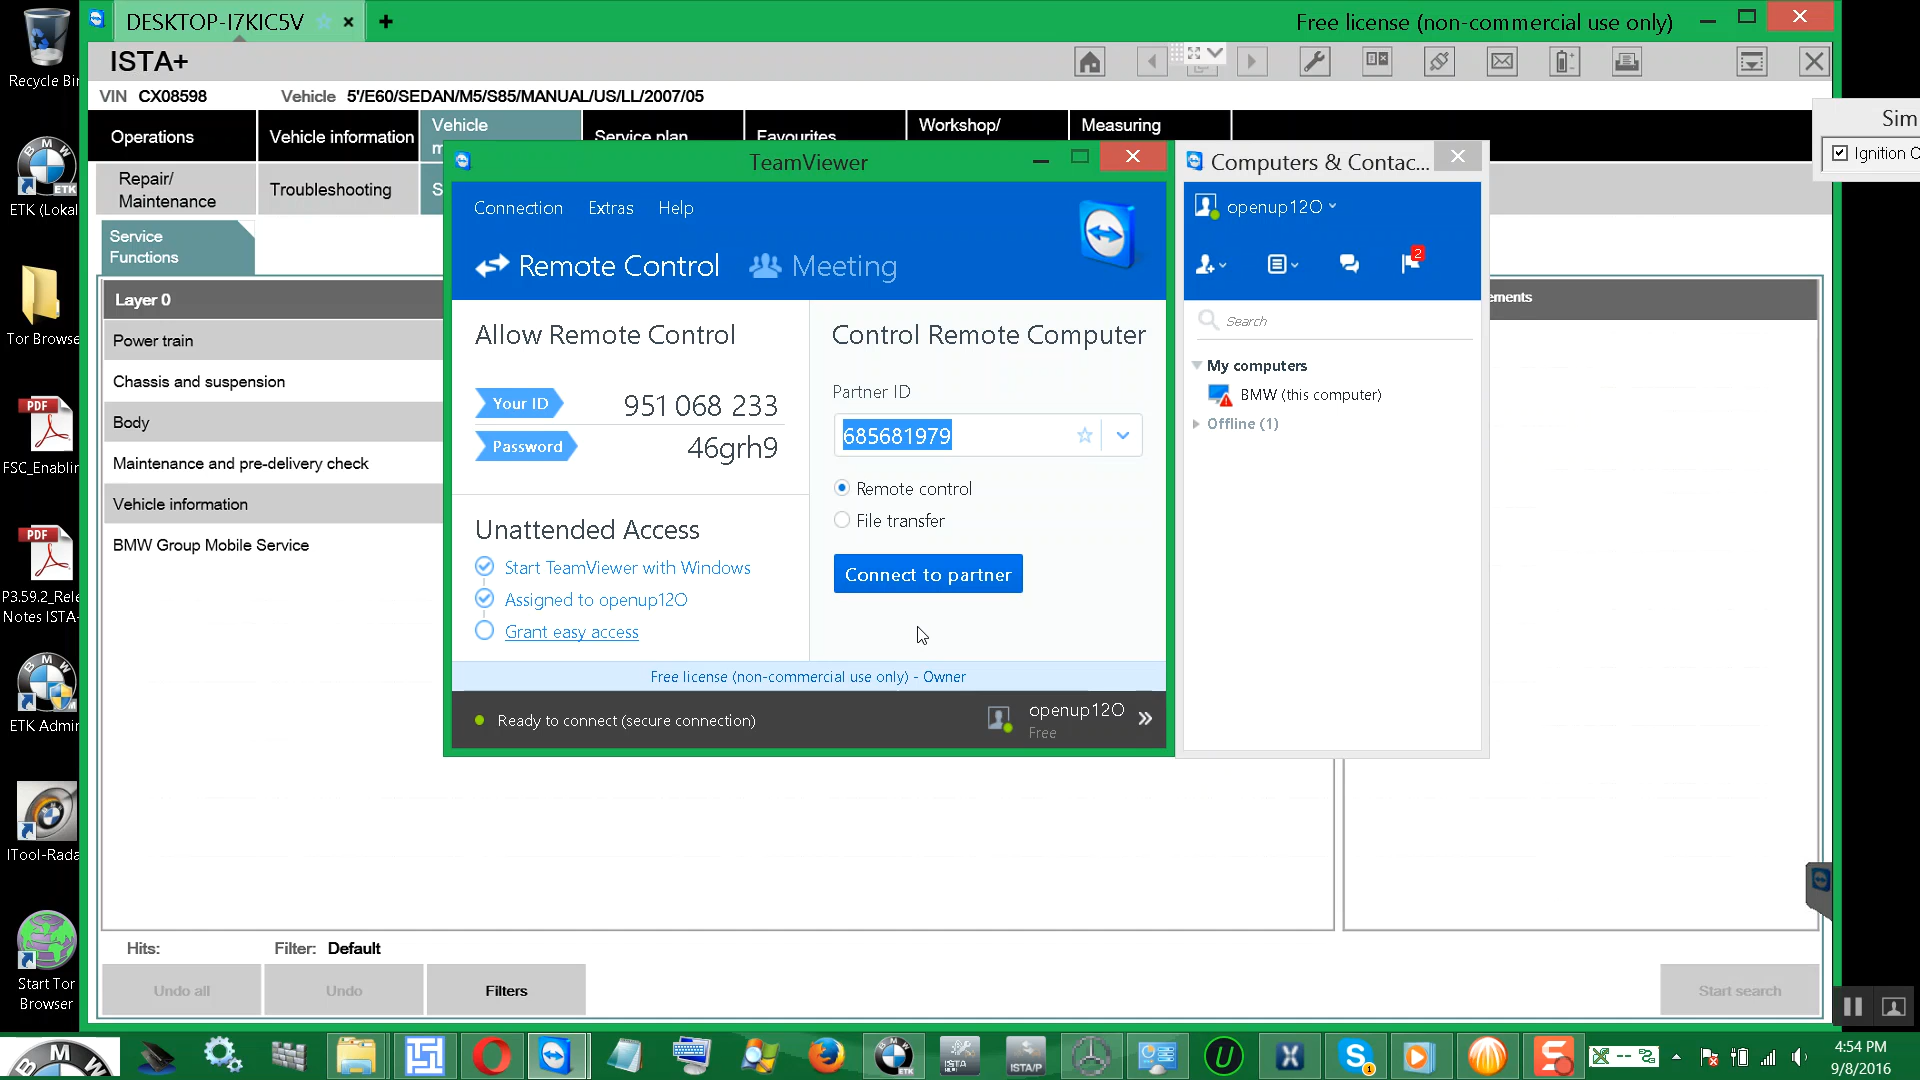 DESKTOP-I7KIC5V
Free license (non-commercial use only)
Recycle Bin
ISTA+
VIN CX08598 Vehicle 5'/E60/SEDAN/M5/S85/MANUAL/US/LL/2007/05
Operations
Vehicle information
Vehicle
Service plan
Favourites
Workshop/
Measuring
Sim
Ignition C
Repair/
Maintenance
Troubleshooting
S
Service
Functions
Layer 0
Power train
Chassis and suspension
Body
Maintenance and pre-delivery check
Vehicle information
BMW Group Mobile Service
ements
TeamViewer
Connection Extras Help
Remote Control
Meeting
Allow Remote Control
Your ID 951 068 233
Password 46grh9
Unattended Access
Start TeamViewer with Windows
Assigned to openup12O
Grant easy access
Control Remote Computer
Partner ID
685681979
Remote control
File transfer
Connect to partner
Free license (non-commercial use only) - Owner
Ready to connect (secure connection)
openup12O
Free
Computers & Contac...
openup12O
2
Search
My computers
BMW (this computer)
Offline (1)
Hits:
Filter: Default
Undo all
Undo
Filters
Start search
ETK
ETK (Lokal
Tor Browse
PDF
FSC_Enablin
PDF
P3.59.2_Rele
Notes ISTA-
ETK Admin
ITool-Rada
Start Tor
Browser
ETK
ISTA/P
1
4:54 PM
9/8/2016